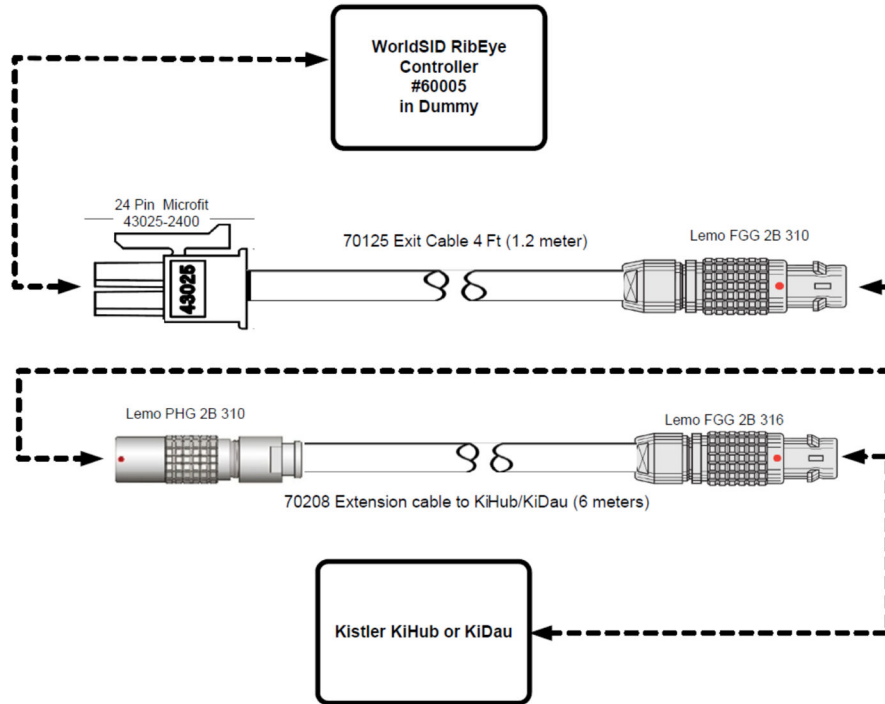 WorldSID RibEye
Controller
#60005
in Dummy
24 Pin  Microfit
43025-2400
70125 Exit Cable 4 Ft (1.2 meter)
Lemo FGG 2B 310
43025
Lemo PHG 2B 310
Lemo FGG 2B 316
70208 Extension cable to KiHub/KiDau (6 meters)
Kistler KiHub or KiDau